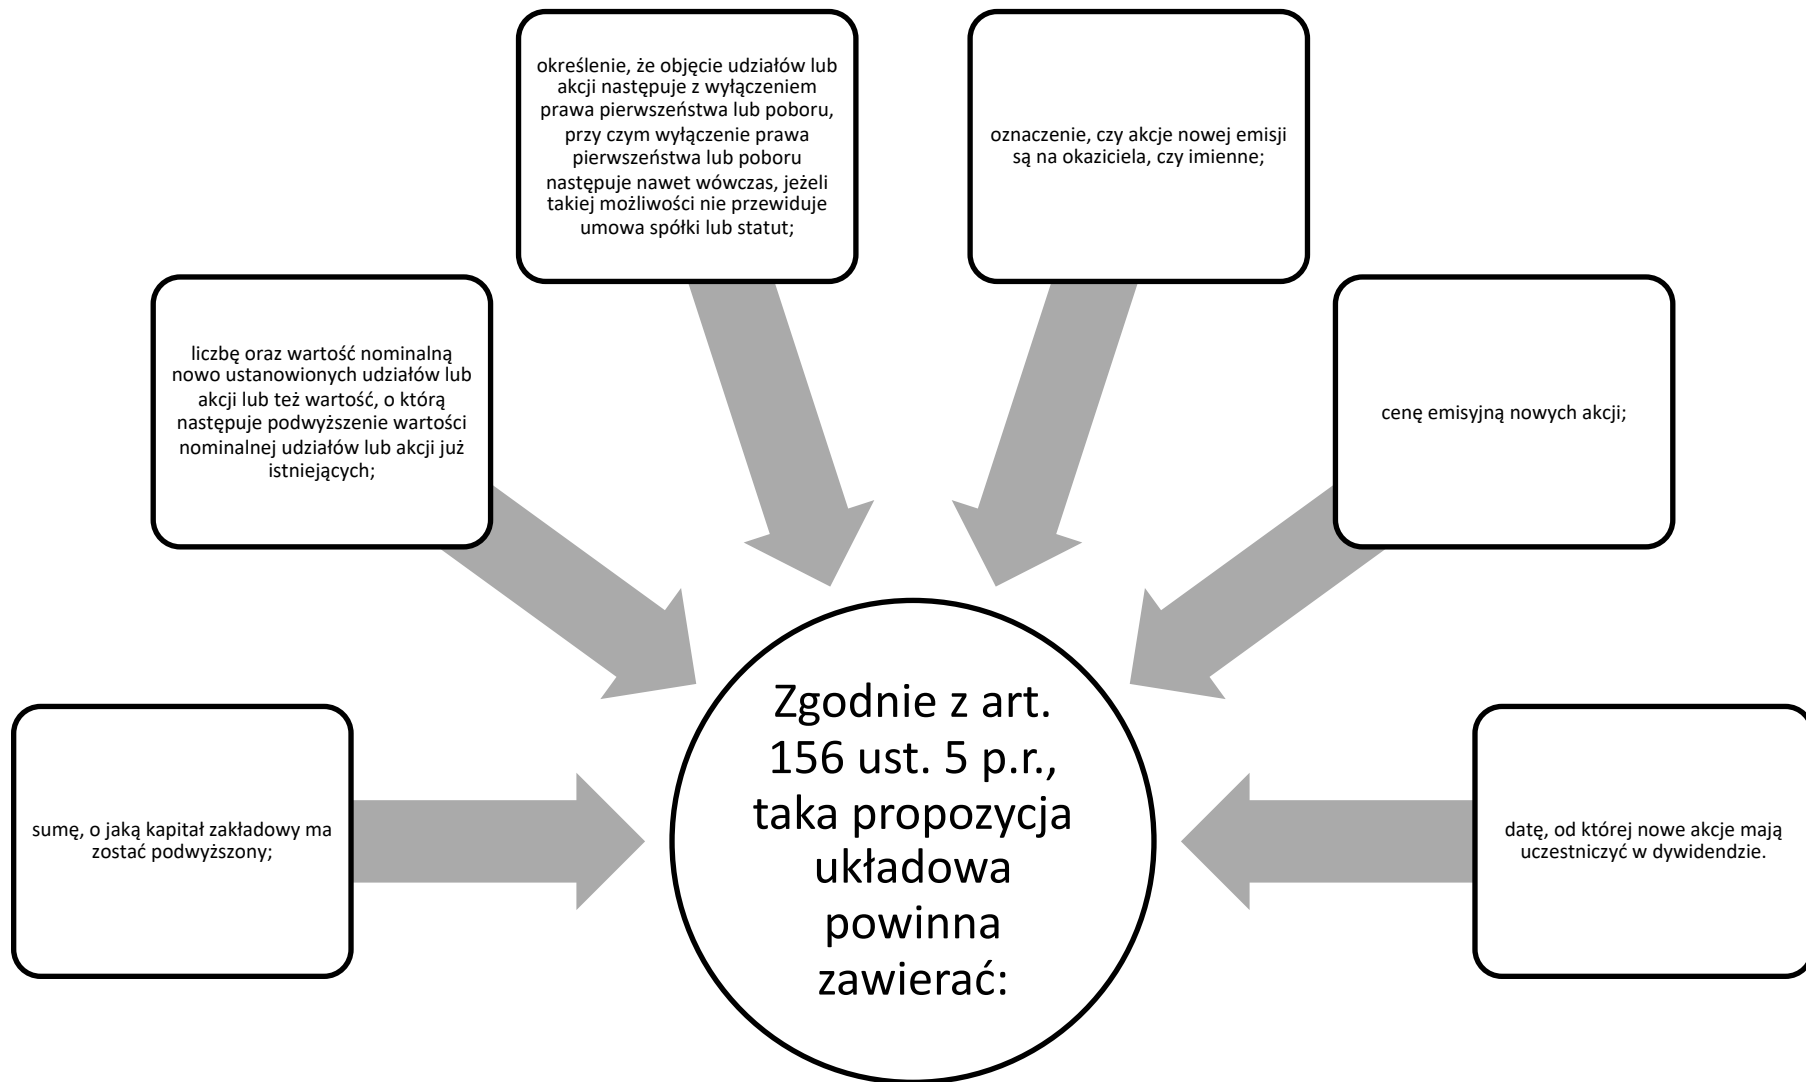 sumę, o jaką kapitał zakładowy ma
zostać podwyższony;
liczbę oraz wartość nominalną
nowo ustanowionych udziałów lub
akcji lub też wartość, o którą
następuje podwyższenie wartości
nominalnej udziałów lub akcji już
istniejących;
określenie, że objęcie udziałów lub
akcji następuje z wyłączeniem
prawa pierwszeństwa lub poboru,
przy czym wyłączenie prawa
pierwszeństwa lub poboru
następuje nawet wówczas, jeżeli
takiej możliwości nie przewiduje
umowa spółki lub statut;
oznaczenie, czy akcje nowej emisji
są na okaziciela, czy imienne;
cenę emisyjną nowych akcji;
datę, od której nowe akcje mają
uczestniczyć w dywidendzie.
Zgodnie z art.
156 ust. 5 p.r.,
taka propozycja
układowa
powinna
zawierać: